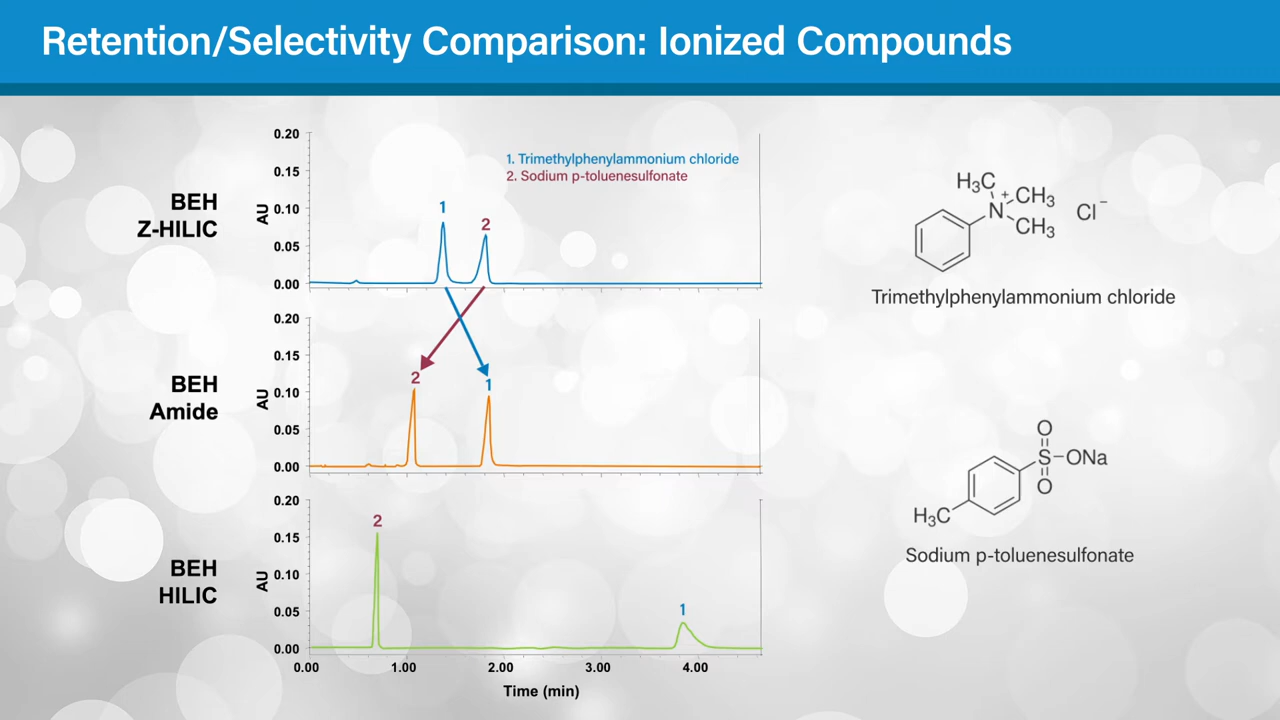 Retention/Selectivity Comparison: Ionized Compounds
BEH
Z-HILIC
AU
0.20
0.15
0.10
0.05
0.00
1. Trimethylphenylammonium chloride
2. Sodium p-toluenesulfonate
1
2
BEH
Amide
AU
0.20
0.15
0.10
0.05
0.00
2
1
BEH
HILIC
AU
0.20
0.15
0.10
0.05
0.00
2
1
0.00 1.00 2.00 3.00 4.00
Time (min)
H₃C
N⁺ CH₃
CH₃
Cl⁻
Trimethylphenylammonium chloride
O
S ONa
O
H₃C
Sodium p-toluenesulfonate